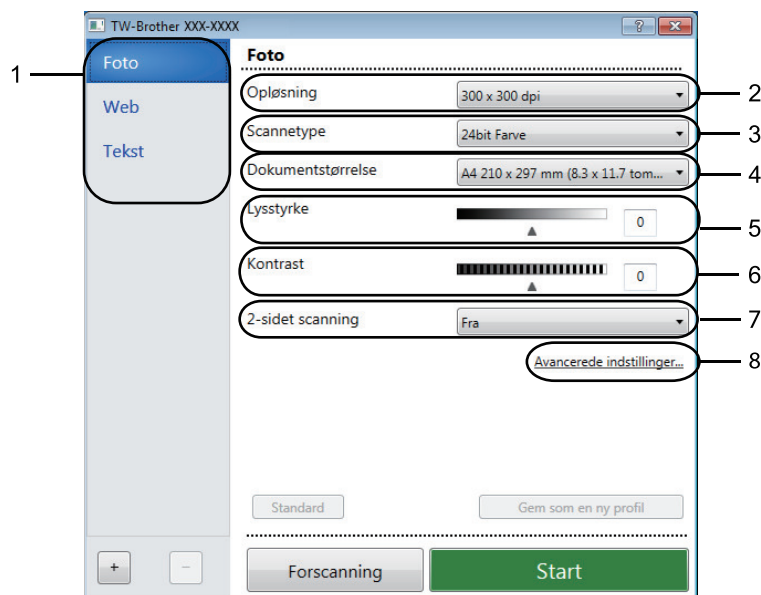 TW-Brother XXX-XXXX
1
Foto
Web
Tekst
Foto
Opløsning 300 x 300 dpi 2
Scannetype 24bit Farve 3
Dokumentstørrelse A4 210 x 297 mm (8.3 x 11.7 tom... 4
Lysstyrke 0 5
Kontrast 0 6
2-sidet scanning Fra 7
Avancerede indstillinger... 8
Standard Gem som en ny profil
+ - Forscanning Start